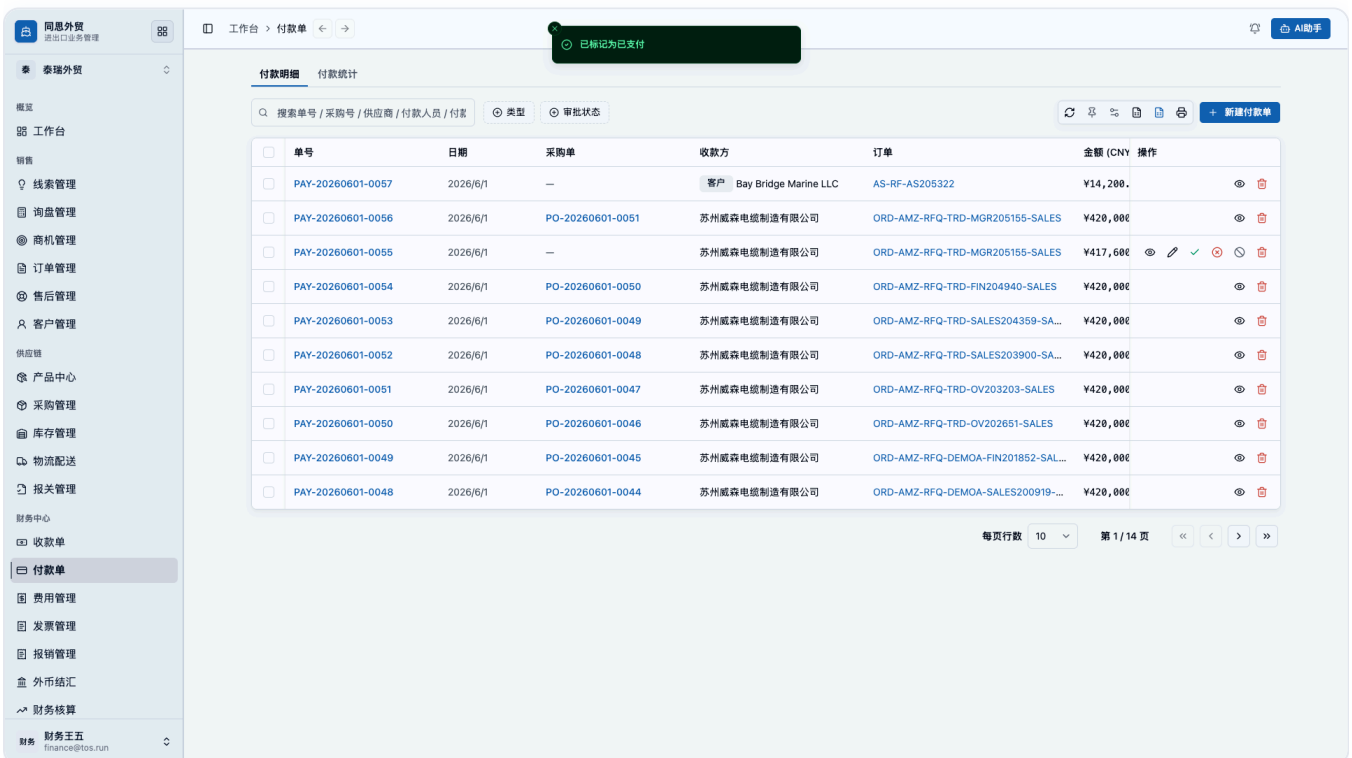 同思外贸
进出口业务管理
泰 泰瑞外贸
概览
工作台
销售
线索管理
询盘管理
商机管理
订单管理
售后管理
客户管理
供应链
产品中心
采购管理
库存管理
物流配送
报关管理
财务中心
收款单
付款单
费用管理
发票管理
报销管理
外币结汇
财务核算
财务 财务王五
finance@tos.run
工作台 > 付款单
已标记为已支付
AI助手
付款明细 付款统计
搜索单号 / 采购号 / 供应商 / 付款人员 / 付款
类型 审批状态
新建付款单
单号 日期 采购单 收款方 订单 金额 (CNY 操作
PAY-20260601-0057 2026/6/1 — 客户 Bay Bridge Marine LLC AS-RF-AS205322 ¥14,200.
PAY-20260601-0056 2026/6/1 PO-20260601-0051 苏州威森电缆制造有限公司 ORD-AMZ-RFQ-TRD-MGR205155-SALES ¥420,000
PAY-20260601-0055 2026/6/1 — 苏州威森电缆制造有限公司 ORD-AMZ-RFQ-TRD-MGR205155-SALES ¥417,600
PAY-20260601-0054 2026/6/1 PO-20260601-0050 苏州威森电缆制造有限公司 ORD-AMZ-RFQ-TRD-FIN204940-SALES ¥420,000
PAY-20260601-0053 2026/6/1 PO-20260601-0049 苏州威森电缆制造有限公司 ORD-AMZ-RFQ-TRD-SALES204359-SA... ¥420,000
PAY-20260601-0052 2026/6/1 PO-20260601-0048 苏州威森电缆制造有限公司 ORD-AMZ-RFQ-TRD-SALES203900-SA... ¥420,000
PAY-20260601-0051 2026/6/1 PO-20260601-0047 苏州威森电缆制造有限公司 ORD-AMZ-RFQ-TRD-OV203203-SALES ¥420,000
PAY-20260601-0050 2026/6/1 PO-20260601-0046 苏州威森电缆制造有限公司 ORD-AMZ-RFQ-TRD-OV202651-SALES ¥420,000
PAY-20260601-0049 2026/6/1 PO-20260601-0045 苏州威森电缆制造有限公司 ORD-AMZ-RFQ-DEMOA-FIN201852-SAL... ¥420,000
PAY-20260601-0048 2026/6/1 PO-20260601-0044 苏州威森电缆制造有限公司 ORD-AMZ-RFQ-DEMOA-SALES200919-... ¥420,000
每页行数 10 第 1 / 14 页